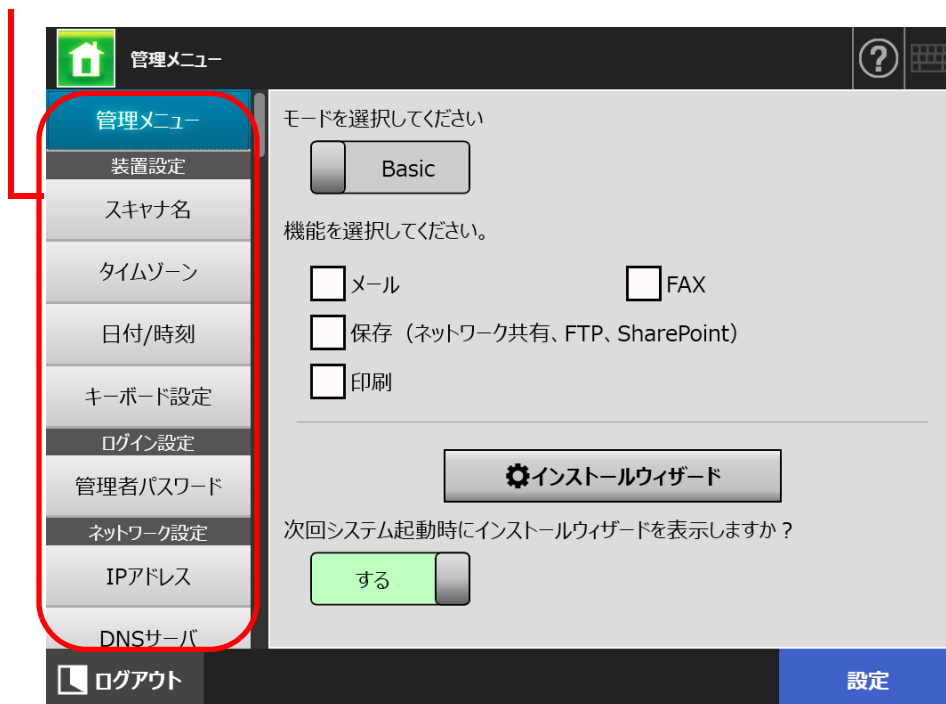 管理メニュー
?
管理メニュー
装置設定
スキャナ名
タイムゾーン
日付/時刻
キーボード設定
ログイン設定
管理者パスワード
ネットワーク設定
IPアドレス
DNSサーバ
モードを選択してください
Basic
機能を選択してください。
メール
FAX
保存（ネットワーク共有、FTP、SharePoint）
印刷
インストールウィザード
次回システム起動時にインストールウィザードを表示しますか？
する
ログアウト
設定